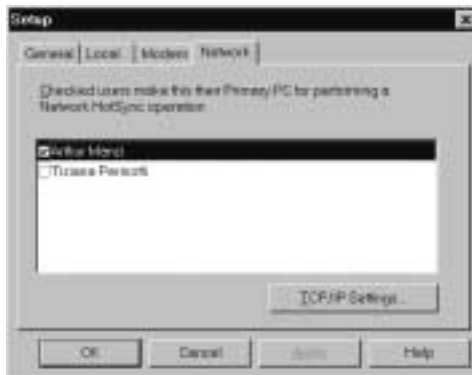 Setup
General Local Modem Network
Checked users make this their Primary PC for performing a
Network HotSync operation
Arthur
TCP/IP Settings...
OK Cancel Apply Help